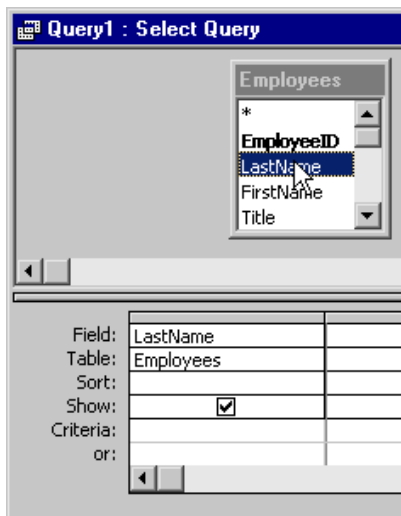 Query1 : Select Query
Employees
*
EmployeeID
LastName
FirstName
Title
Field: LastName
Table: Employees
Sort:
Show:
Criteria:
or: